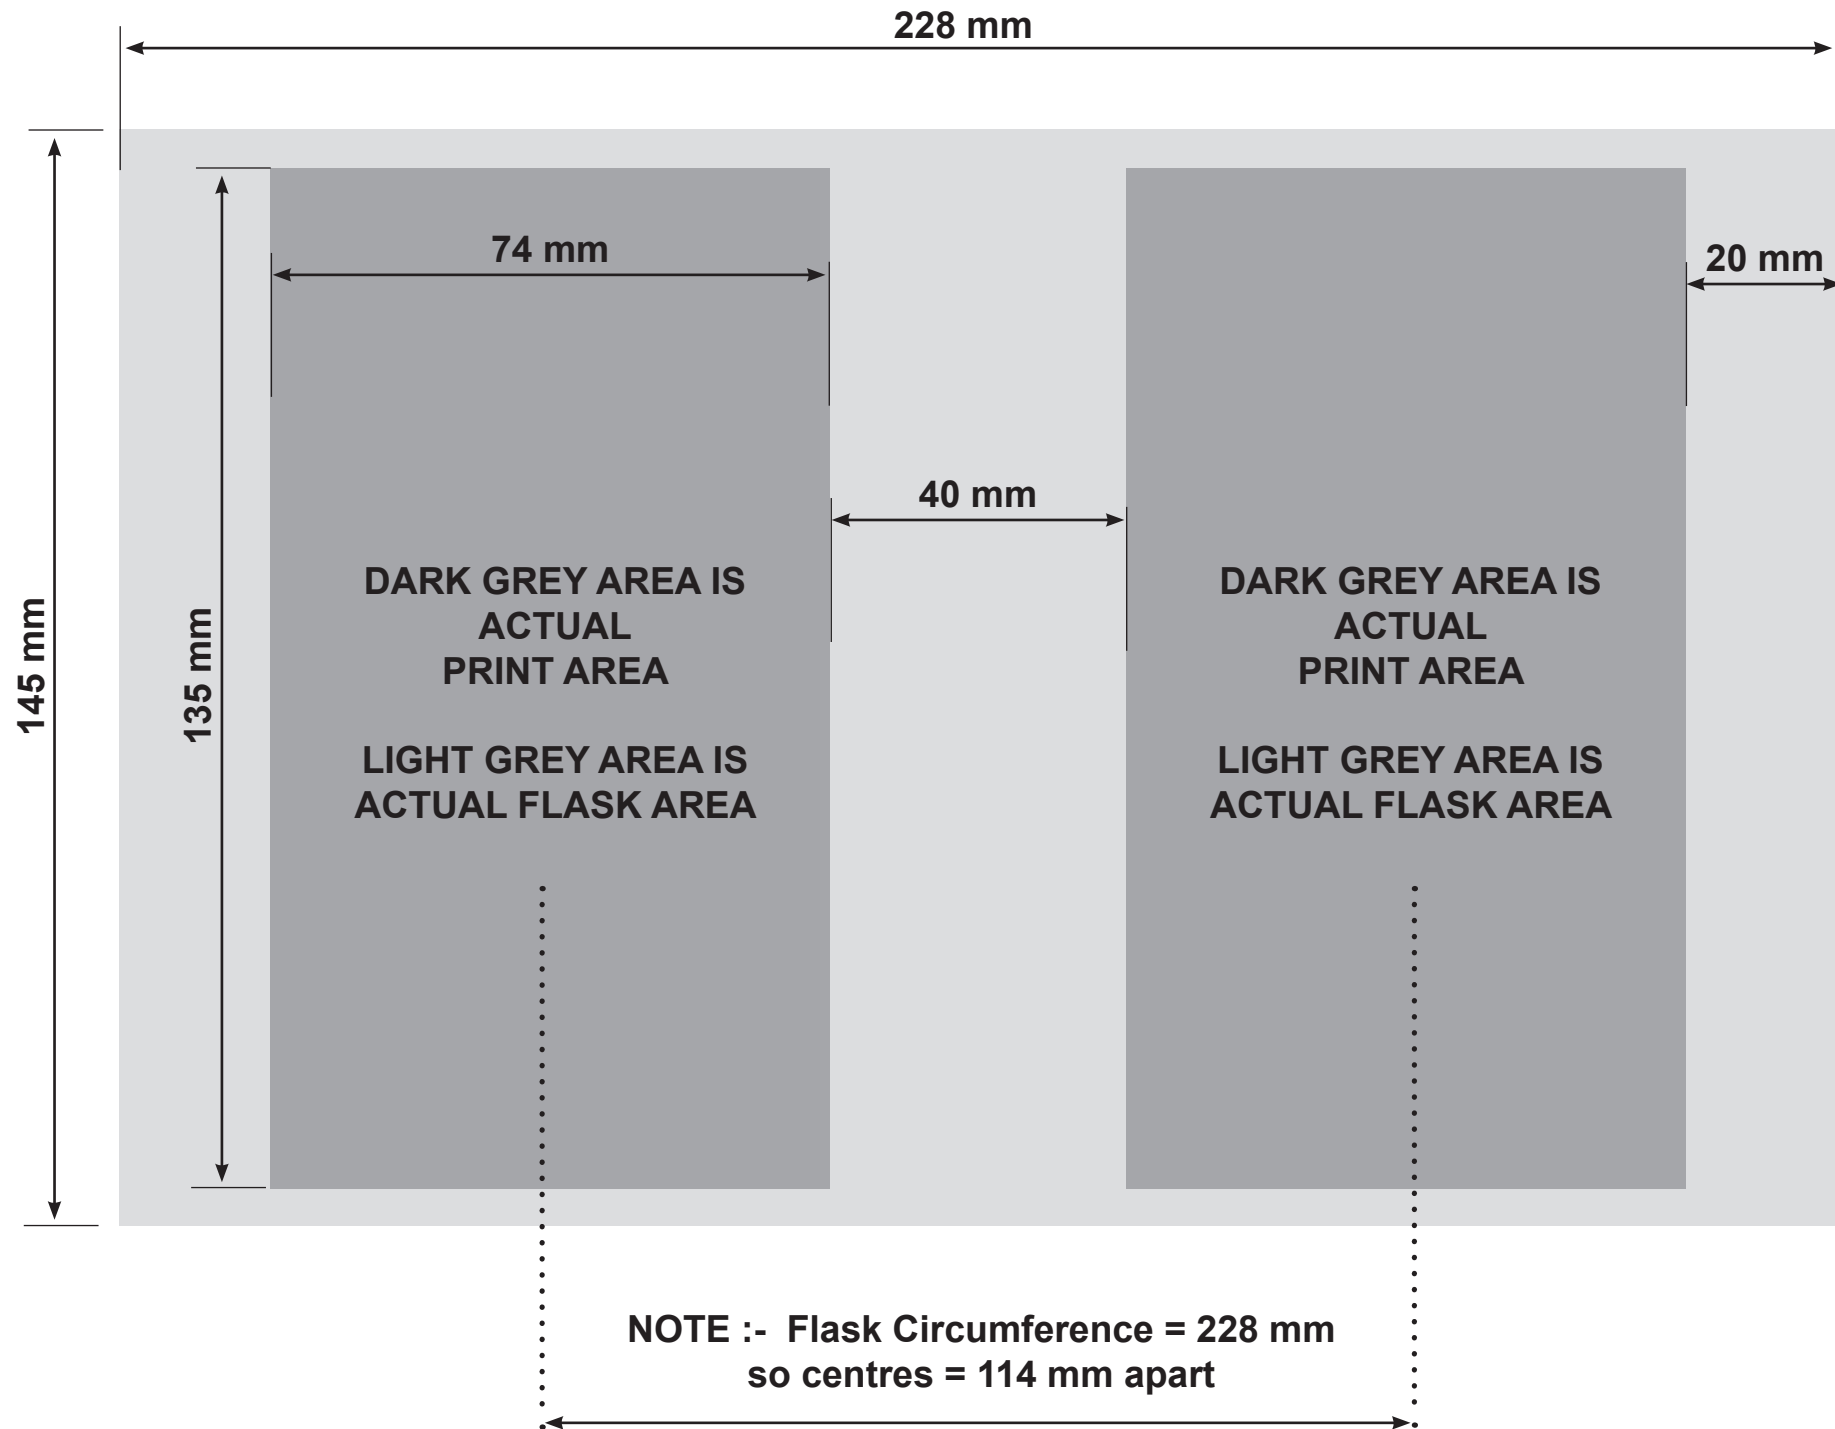 228 mm
74 mm
20 mm
40 mm
145 mm
135 mm
DARK GREY AREA IS
ACTUAL
PRINT AREA
LIGHT GREY AREA IS
ACTUAL FLASK AREA
DARK GREY AREA IS
ACTUAL
PRINT AREA
LIGHT GREY AREA IS
ACTUAL FLASK AREA
NOTE :- Flask Circumference = 228 mm
so centres = 114 mm apart